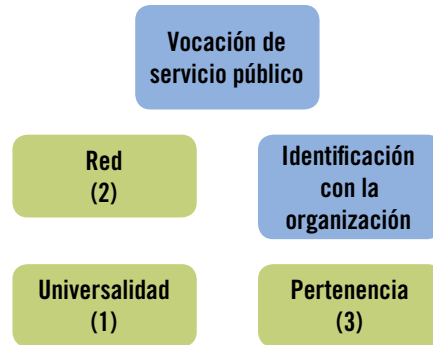 Vocación de
servicio público
Red
(2)
Identificación
con la
organización
Universalidad
(1)
Pertenencia
(3)